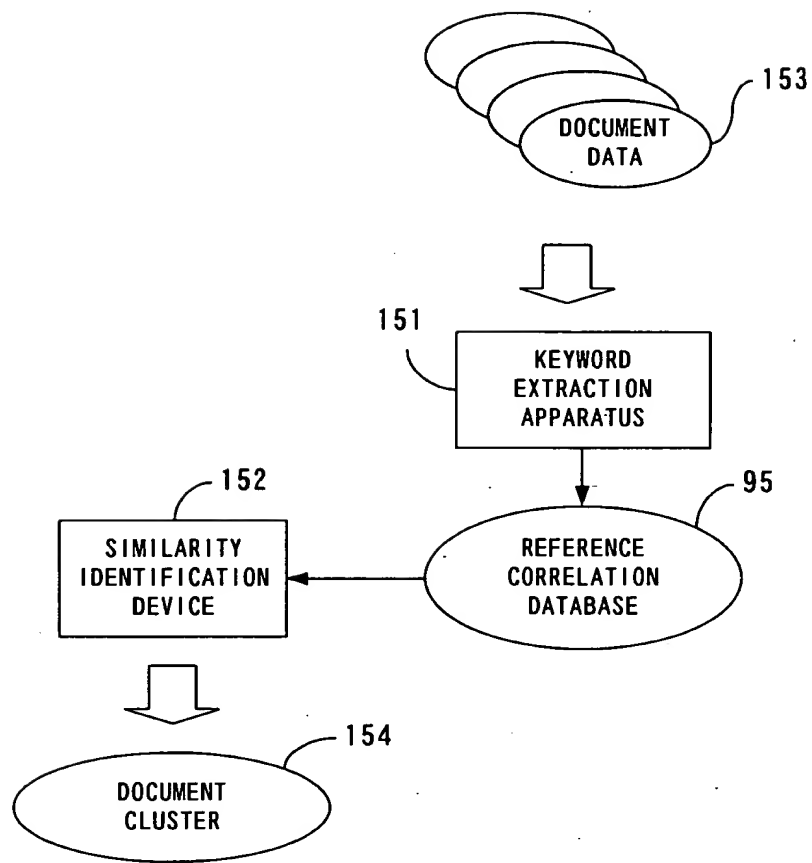 153
DOCUMENT
DATA
151
KEYWORD
EXTRACTION
APPARATUS
152
95
SIMILARITY
IDENTIFICATION
DEVICE
REFERENCE
CORRELATION
DATABASE
154
DOCUMENT
CLUSTER